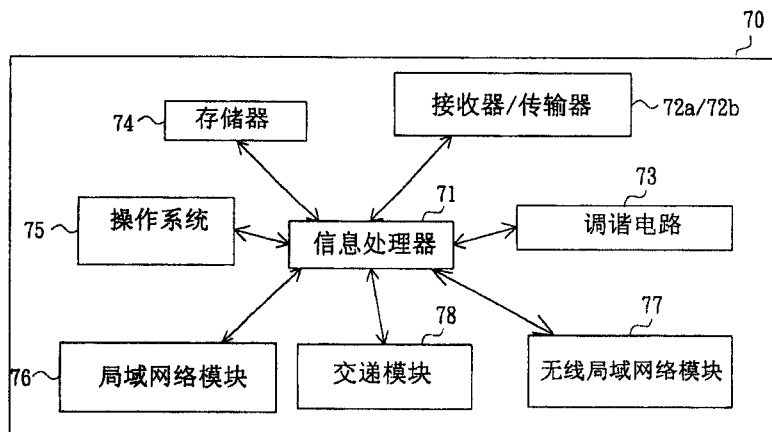 70
74
存储器
接收器/传输器
72a/72b
75
操作系统
71
信息处理器
73
调谐电路
76
局域网络模块
78
交递模块
77
无线局域网络模块